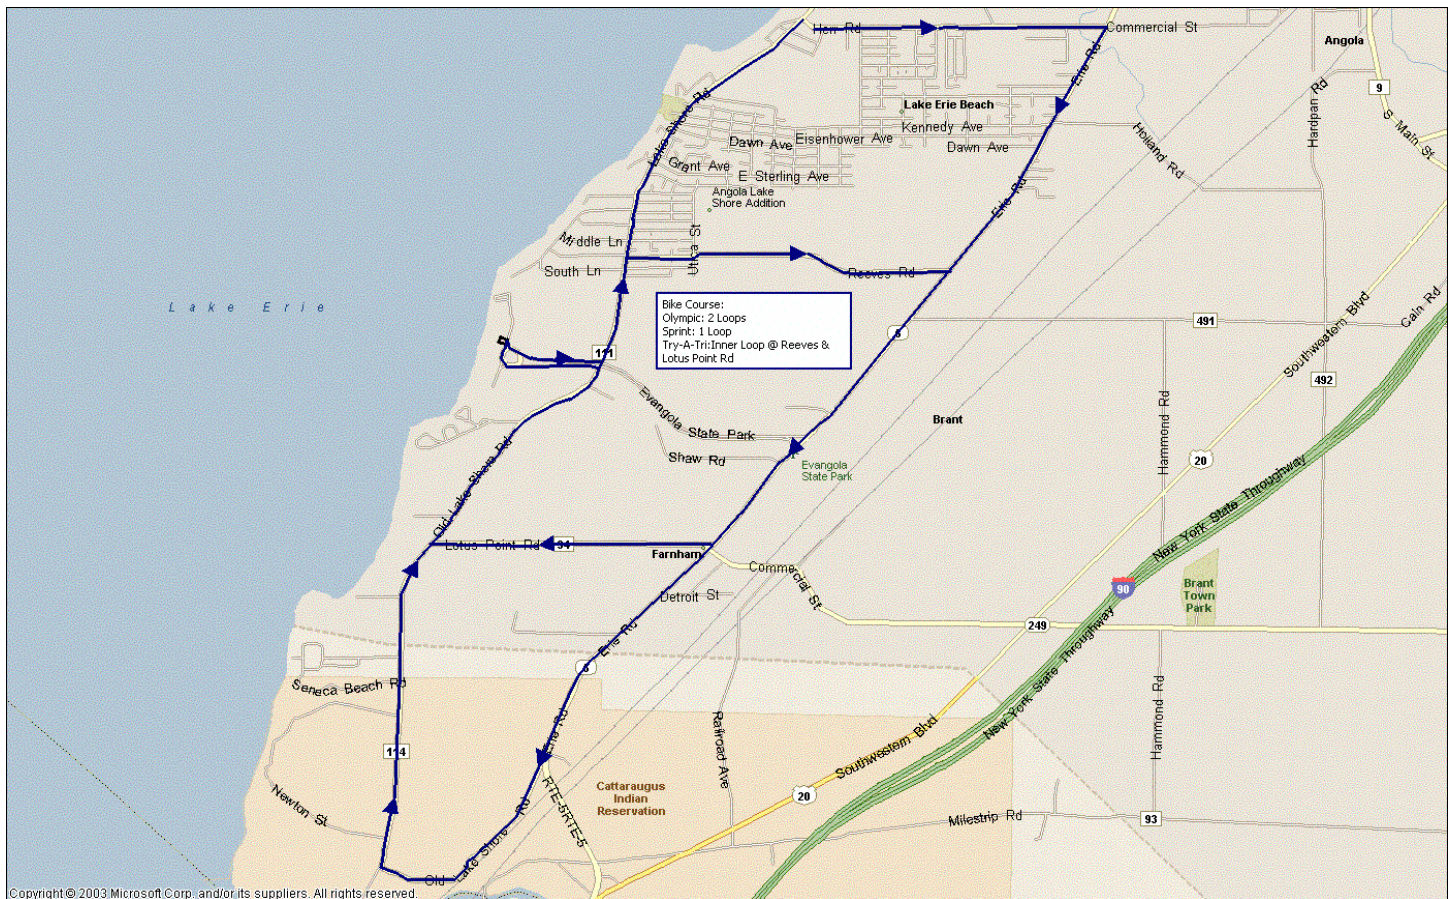 Herr Rd
Commercial St
Angola
Erie Rd
9
Hardpan Rd
S Main St
Lake Shore Rd
Lake Erie Beach
Kennedy Ave
Eisenhower Ave
Dawn Ave
Dawn Ave
Holland Rd
Grant Ave
E Sterling Ave
Angola Lake
Shore Addition
Erie Rd
Middle Ln
Utica St
South Ln
Reeves Rd
Lake Erie
Bike Course:
Olympic: 2 Loops
Sprint: 1 Loop
Try-A-Tri:Inner Loop @ Reeves &
Lotus Point Rd
5
491
Cain Rd
Southwestern Blvd
111
492
Evangola State Park
Hammond Rd
Brant
Shaw Rd
20
Evangola
State Park
Old Lake Shore Rd
New York State Throughway
Lotus Point Rd
34
Farnham
Commercial St
90
Brant
Town
Park
Detroit St
249
Erie Rd
New York State Throughway
5
Seneca Beach Rd
Hammond Rd
Erie Rd
Railroad Ave
Southwestern Blvd
114
RTE-5RTE-5
Cattaraugus
Indian
Reservation
20
Newton St
Milestrip Rd
93
Old Lake Shore Rd
Copyright © 2003 Microsoft Corp. and/or its suppliers. All rights reserved.